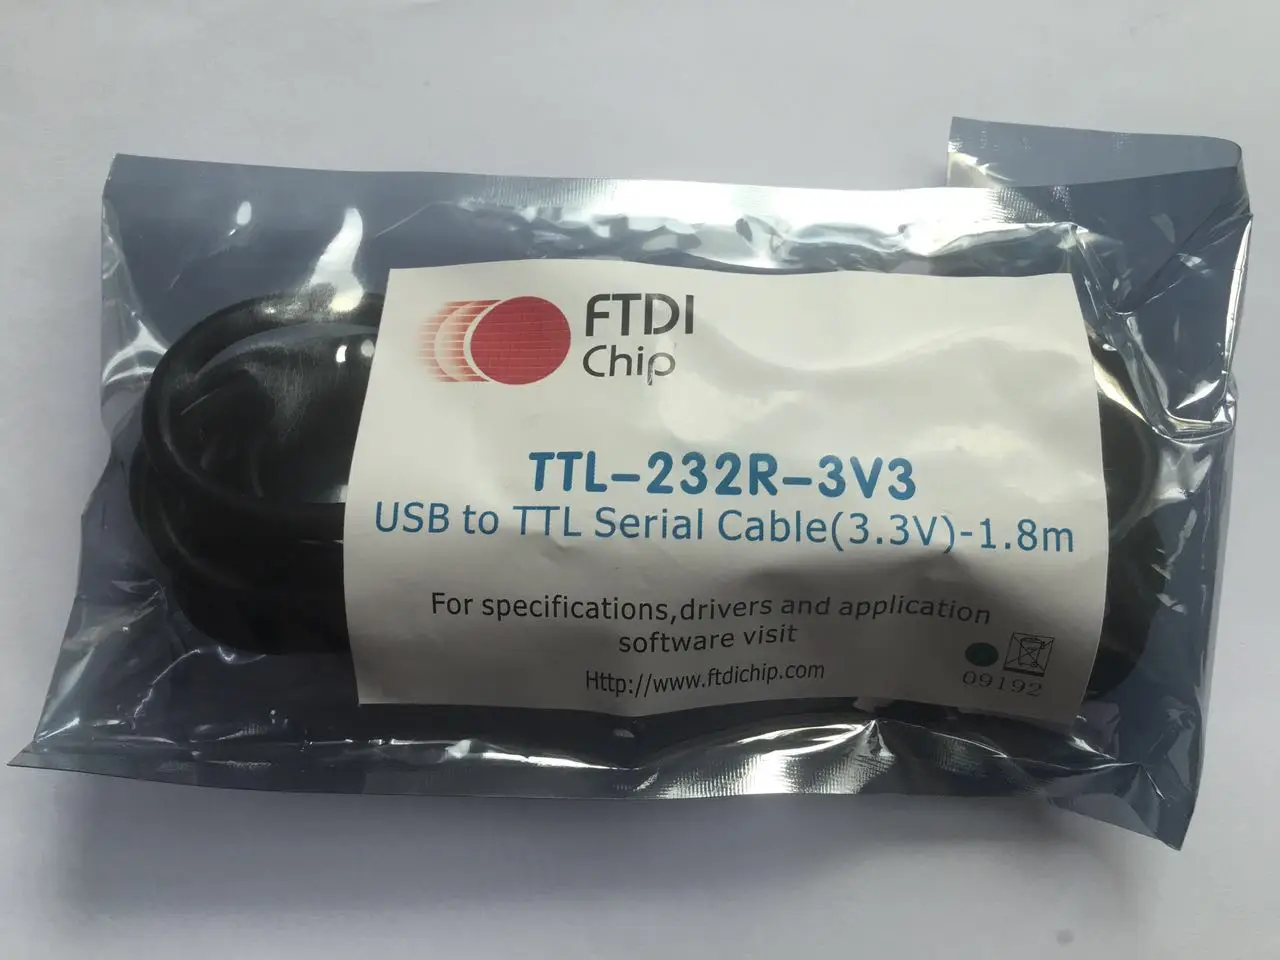 FTDI
Chip
TTL-232R-3V3
USB to TTL Serial Cable(3.3V)-1.8m
For specifications,drivers and application
software visit
Http://www.ftdichip.com
09192